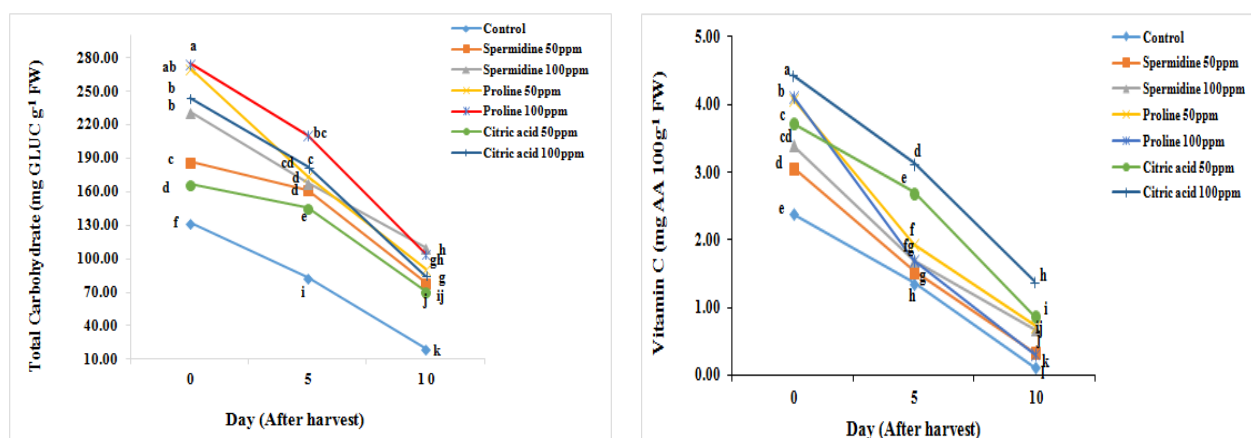 Total Carbohydrate (mg GLUC g-1 FW)
280.00
250.00
220.00
190.00
160.00
130.00
100.00
70.00
40.00
10.00
a
ab
b
b
c
d
f
bc
c
cd
d
d
e
i
h
gh
g
j ij
k
0 5 10
Day (After harvest)
Control
Spermidine 50ppm
Spermidine 100ppm
Proline 50ppm
Proline 100ppm
Citric acid 50ppm
Citric acid 100ppm
Vitamin C (mg AA 100g-1 FW)
5.00
4.00
3.00
2.00
1.00
0.00
a
b
c
cd
d
e
d
e
f
fg
g
h
h
i
ij
k
0 5 10
Day (After harvest)
Control
Spermidine 50ppm
Spermidine 100ppm
Proline 50ppm
Proline 100ppm
Citric acid 50ppm
Citric acid 100ppm